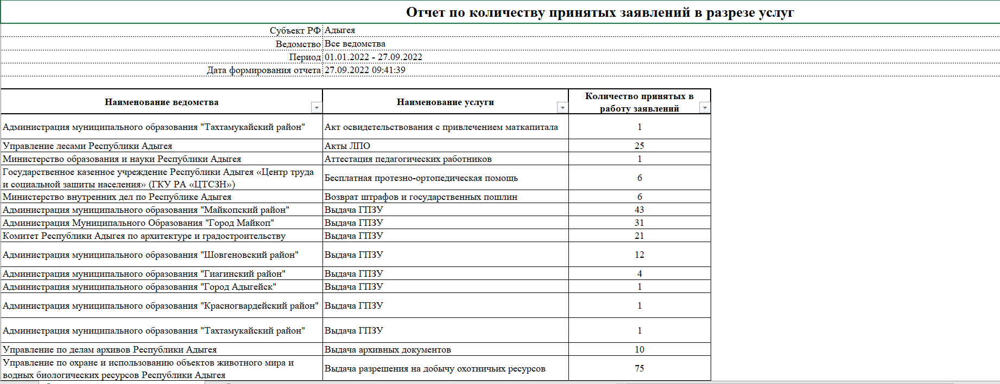 Отчет по количеству принятых заявлений в разрезе услуг
Субъект РФ Адыгея
Ведомство Все ведомства
Период 01.01.2022 - 27.09.2022
Дата формирования отчета 27.09.2022 09:41:39
Наименование ведомства Наименование услуги Количество принятых в
работу заявлений
Администрация муниципального образования "Тахтамукайский район" Акт освидетельствования с привлечением маткапитала 1
Управление лесами Республики Адыгея Акты ЛПО 25
Министерство образования и науки Республики Адыгея Аттестация педагогических работников 1
Государственное казенное учреждение Республики Адыгея «Центр труда
и социальной защиты населения» (ГКУ РА «ЦТСЗН») Бесплатная протезно-ортопедическая помощь 6
Министерство внутренних дел по Республике Адыгея Возврат штрафов и государственных пошлин 6
Администрация муниципального образования "Майкопский район" Выдача ГПЗУ 43
Администрация Муниципального Образования "Город Майкоп" Выдача ГПЗУ 31
Комитет Республики Адыгея по архитектуре и градостроительству Выдача ГПЗУ 21
Администрация муниципального образования "Шовгеновский район" Выдача ГПЗУ 12
Администрация муниципального образования "Гиагинский район" Выдача ГПЗУ 4
Администрация муниципального образования "Город Адыгейск" Выдача ГПЗУ 1
Администрация муниципального образования "Красногвардейский район" Выдача ГПЗУ 1
Администрация муниципального образования "Тахтамукайский район" Выдача ГПЗУ 1
Управление по делам архивов Республики Адыгея Выдача архивных документов 10
Управление по охране и использованию объектов животного мира и
водных биологических ресурсов Республики Адыгея Выдача разрешения на добычу охотничьих ресурсов 75